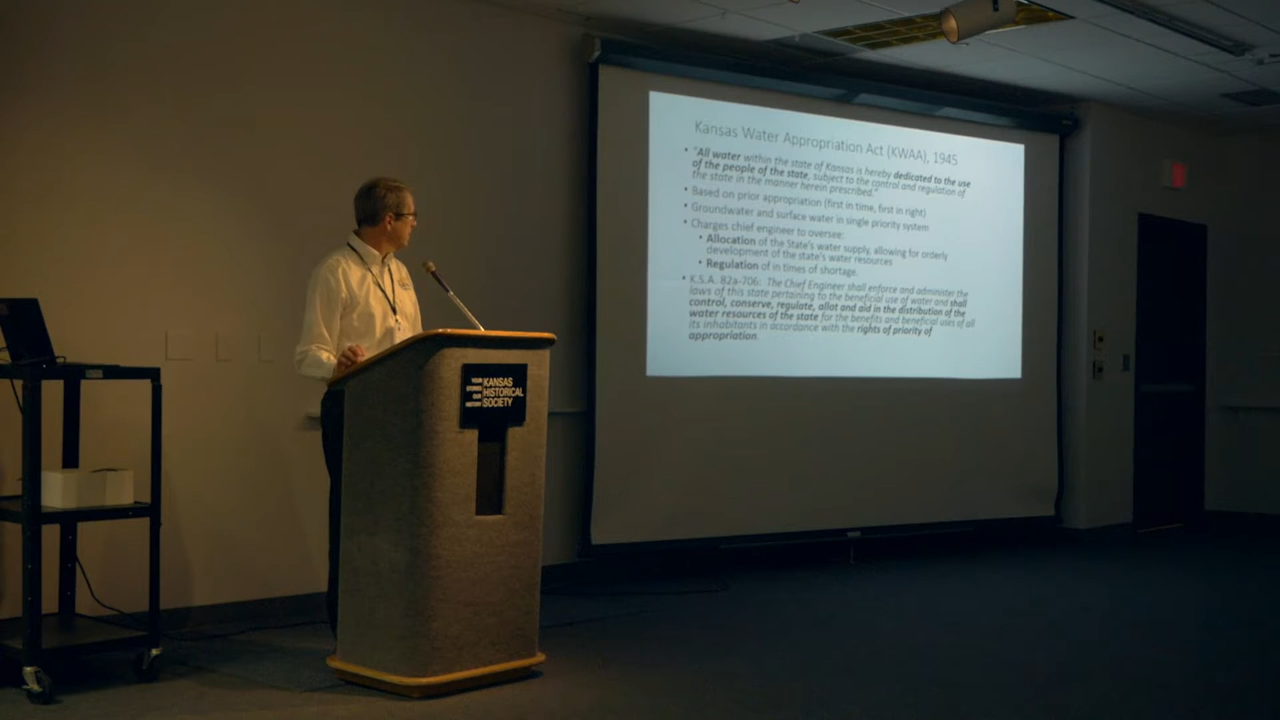 Kansas Water Appropriation Act (KWAA), 1945
• "All water within the state of Kansas is hereby dedicated to the use
of the people of the state, subject to the control and regulation of
the state in the manner herein prescribed."
• Based on prior appropriation (first in time, first in right)
• Groundwater and surface water in single priority system
• Charges chief engineer to oversee:
• Allocation of the State's water supply, allowing for orderly
development of the state's water resources
• Regulation of in times of shortage.
• K.S.A. 82a-706: The Chief Engineer shall enforce and administer the
laws of this state pertaining to the beneficial use of water and shall
control, conserve, regulate, allot and aid in the distribution of the
water resources of the state for the benefits and beneficial uses of all
its inhabitants in accordance with the rights of priority of
appropriation.
YOUR
STORIES
OUR
HISTORY
KANSAS
HISTORICAL
SOCIETY